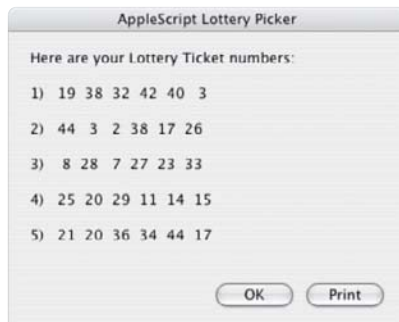 AppleScript Lottery Picker
Here are your Lottery Ticket numbers:
1) 19 38 32 42 40 3
2) 44 3 2 38 17 26
3) 8 28 7 27 23 33
4) 25 20 29 11 14 15
5) 21 20 36 34 44 17
OK Print